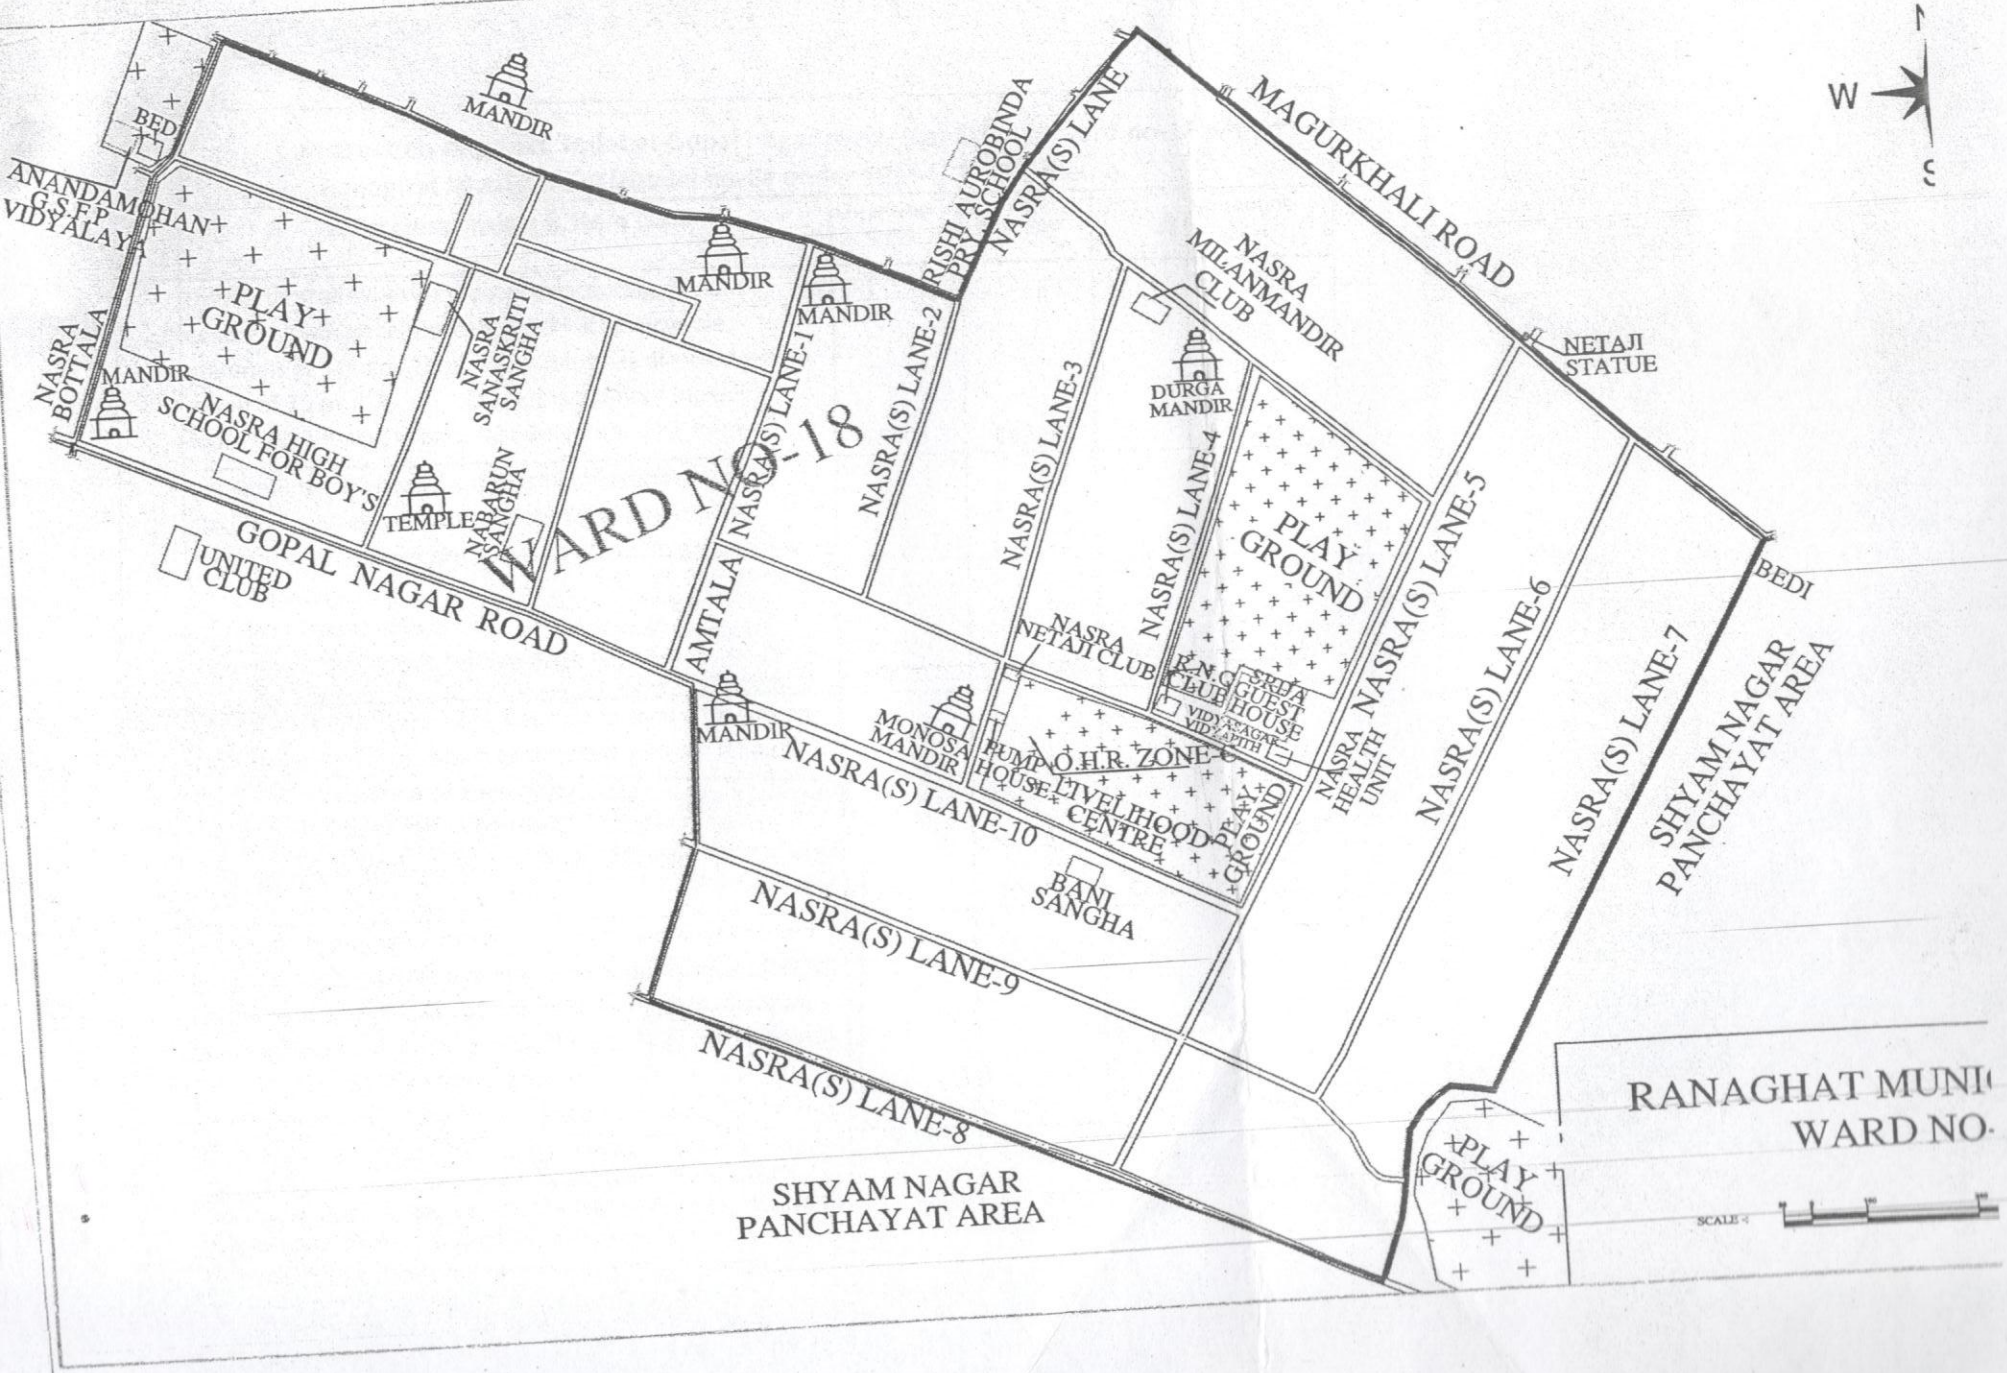 W
S
MANDIR
BEDI
ANANDAMOHAN
G.S.F.P
VIDYALAYA
PLAY
GROUND
NASRA
BOTTALA
MANDIR
NASRA HIGH
SCHOOL FOR BOY'S
NASRA
SANASKRITI
SANGHA
TEMPLE
NABARUN
SANGHA
UNITED
CLUB
GOPAL NAGAR ROAD
WARD NO-18
MANDIR
MANDIR
AMTALA NASRA(S) LANE-1
NASRA(S) LANE-2
RISHI AUROBINDA
PRY. SCHOOL
NASRA(S) LANE
NASRA(S) LANE
MAGURKHALI ROAD
NASRA
MILANMANDIR
CLUB
NETAJI
STATUE
DURGA
MANDIR
NASRA(S) LANE-3
NASRA(S) LANE-4
PLAY
GROUND
NASRA(S) LANE-5
NASRA(S) LANE-6
NASRA(S) LANE-7
BEDI
SHYAM NAGAR
PANCHAYAT AREA
NASRA
NETAJI CLUB
R.N.G
CLUB
GUEST
HOUSE
VIDYASAGAR
VIDYAPITH
NASRA
HEALTH
UNIT
MANDIR
MONOSA
MANDIR
PUMP
HOUSE
O.H.R. ZONE-C
LIVELIHOOD
CENTRE
PLAY
GROUND
NASRA(S) LANE-10
BANI
SANGHA
NASRA(S) LANE-9
NASRA(S) LANE-8
SHYAM NAGAR
PANCHAYAT AREA
PLAY
GROUND
RANAGHAT MUNI
WARD NO-
SCALE